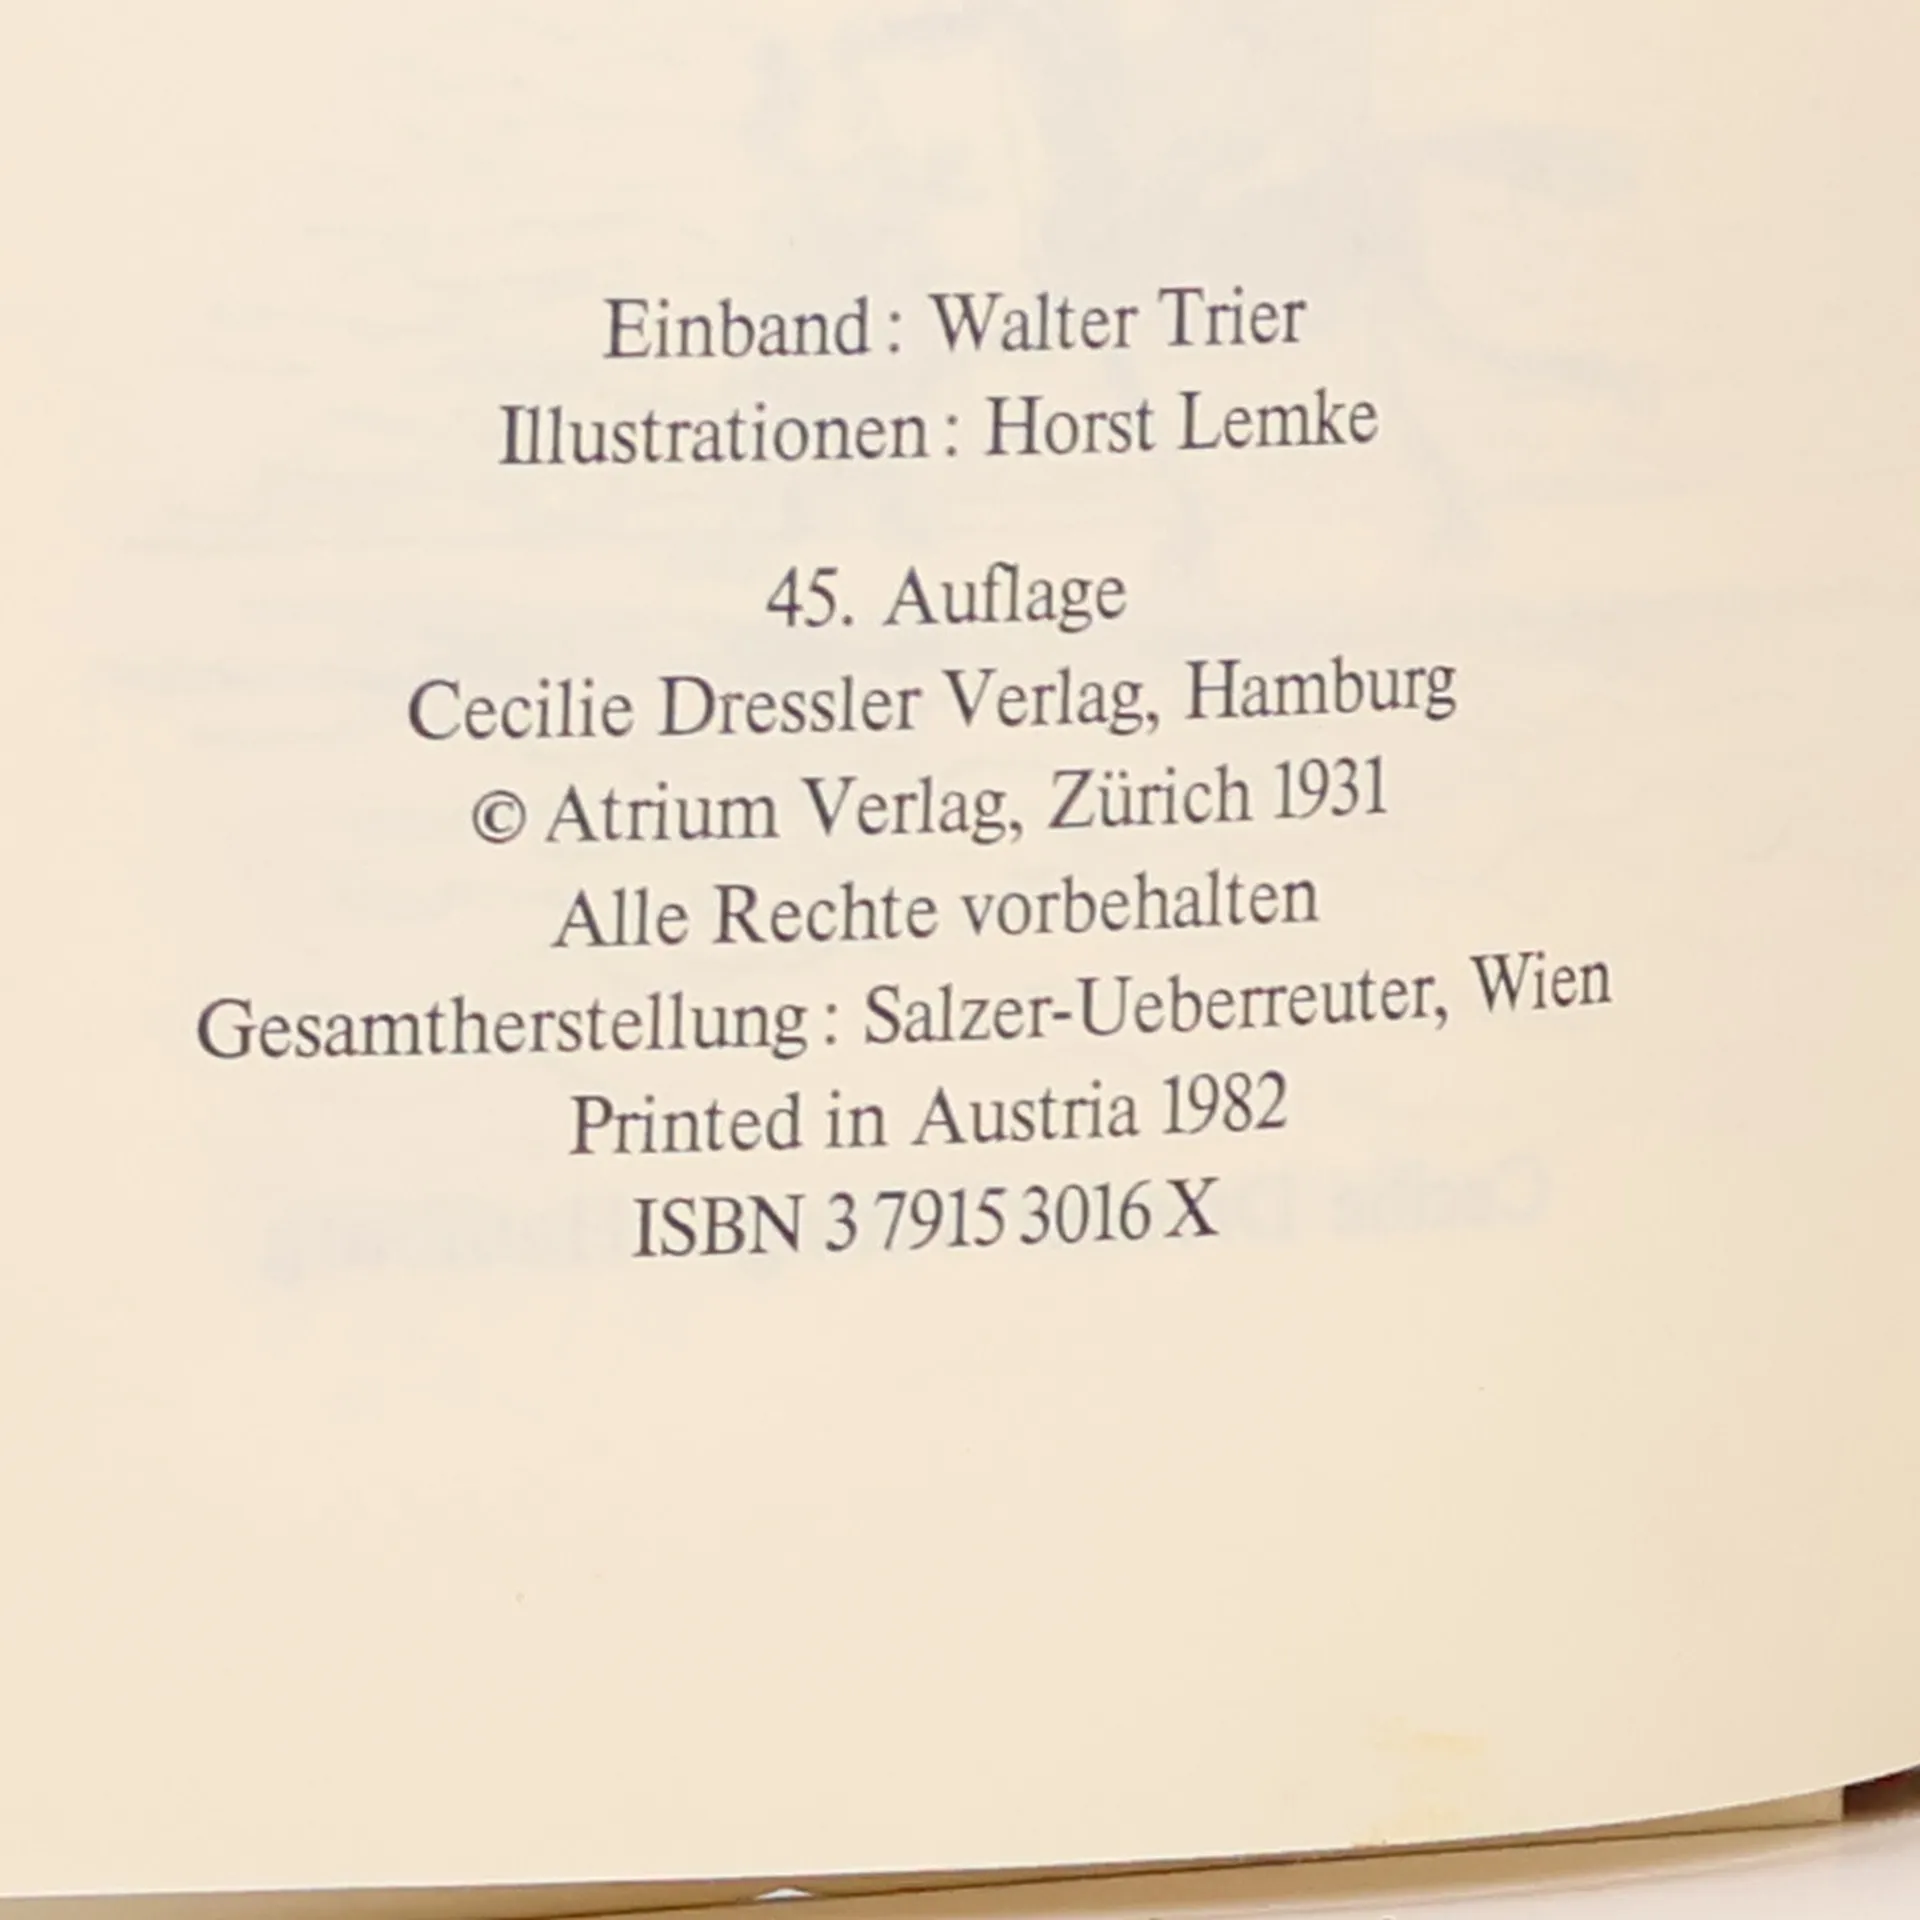 Einband: Walter Trier
Illustrationen: Horst Lemke
45. Auflage
Cecilie Dressler Verlag, Hamburg
© Atrium Verlag, Zürich 1931
Alle Rechte vorbehalten
Gesamtherstellung: Salzer-Ueberreuter, Wien
Printed in Austria 1982
ISBN 3 7915 3016 X